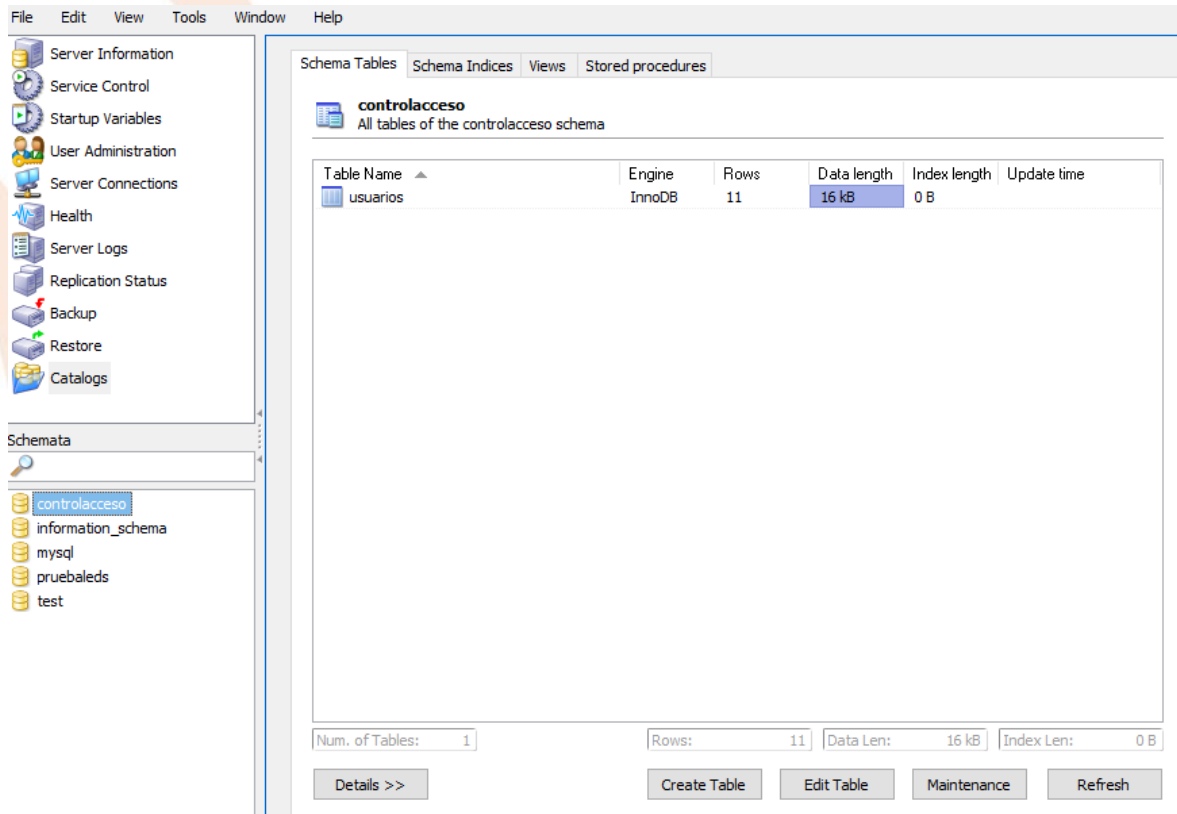 File Edit View Tools Window Help
Server Information
Service Control
Startup Variables
User Administration
Server Connections
Health
Server Logs
Replication Status
Backup
Restore
Catalogs
Schemata
controlacceso
information_schema
mysql
pruebaleds
test
Schema Tables Schema Indices Views Stored procedures
controlacceso
All tables of the controlacceso schema
Table Name Engine Rows Data length Index length Update time
usuarios InnoDB 11 16 kB 0 B
Num. of Tables: 1 Rows: 11 Data Len: 16 kB Index Len: 0 B
Details >> Create Table Edit Table Maintenance Refresh